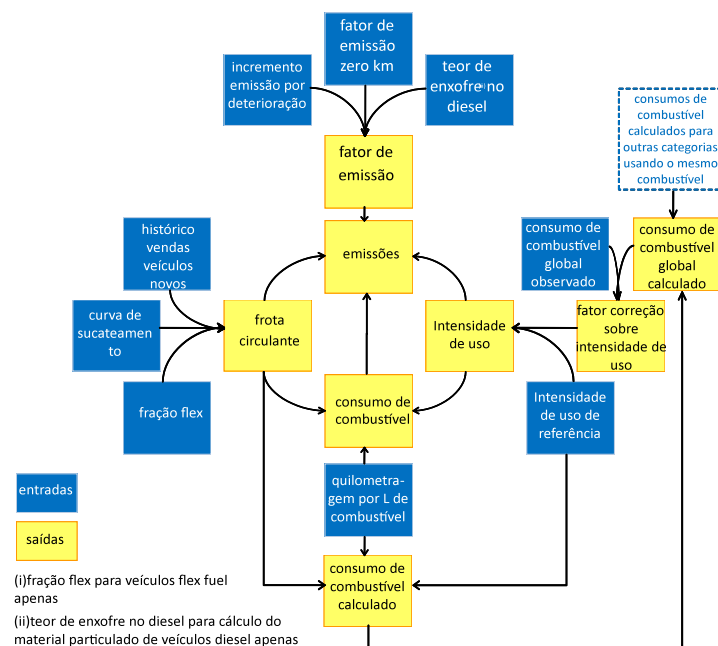 fator de
emissão
zero km
incremento
emissão por
deterioração
teor de
enxofre no
diesel
consumos de
combustível
calculados para
outras categorias
usando o mesmo
combustível
fator de
emissão
histórico
vendas
veículos
novos
emissões
consumo de
combustível
global
observado
consumo de
combustível
global
calculado
curva de
sucateamen
to
frota
circulante
Intensidade
de uso
fator correção
sobre
intensidade de
uso
fração flex
consumo de
combustível
Intensidade
de uso de
referência
quilometra-
gem por L de
combustível
entradas
saídas
consumo de
combustível
calculado
(i)fração flex para veículos flex fuel
apenas
(ii)teor de enxofre no diesel para cálculo do
material particulado de veículos diesel apenas